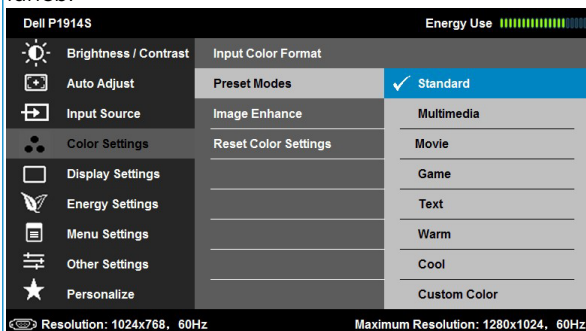 Dell P1914S Energy Use
Brightness / Contrast Input Color Format
Auto Adjust Preset Modes Standard
Input Source Image Enhance Multimedia
Color Settings Reset Color Settings Movie
Display Settings Game
Energy Settings Text
Menu Settings Warm
Other Settings Cool
Personalize Custom Color
Resolution: 1024x768, 60Hz Maximum Resolution: 1280x1024, 60Hz